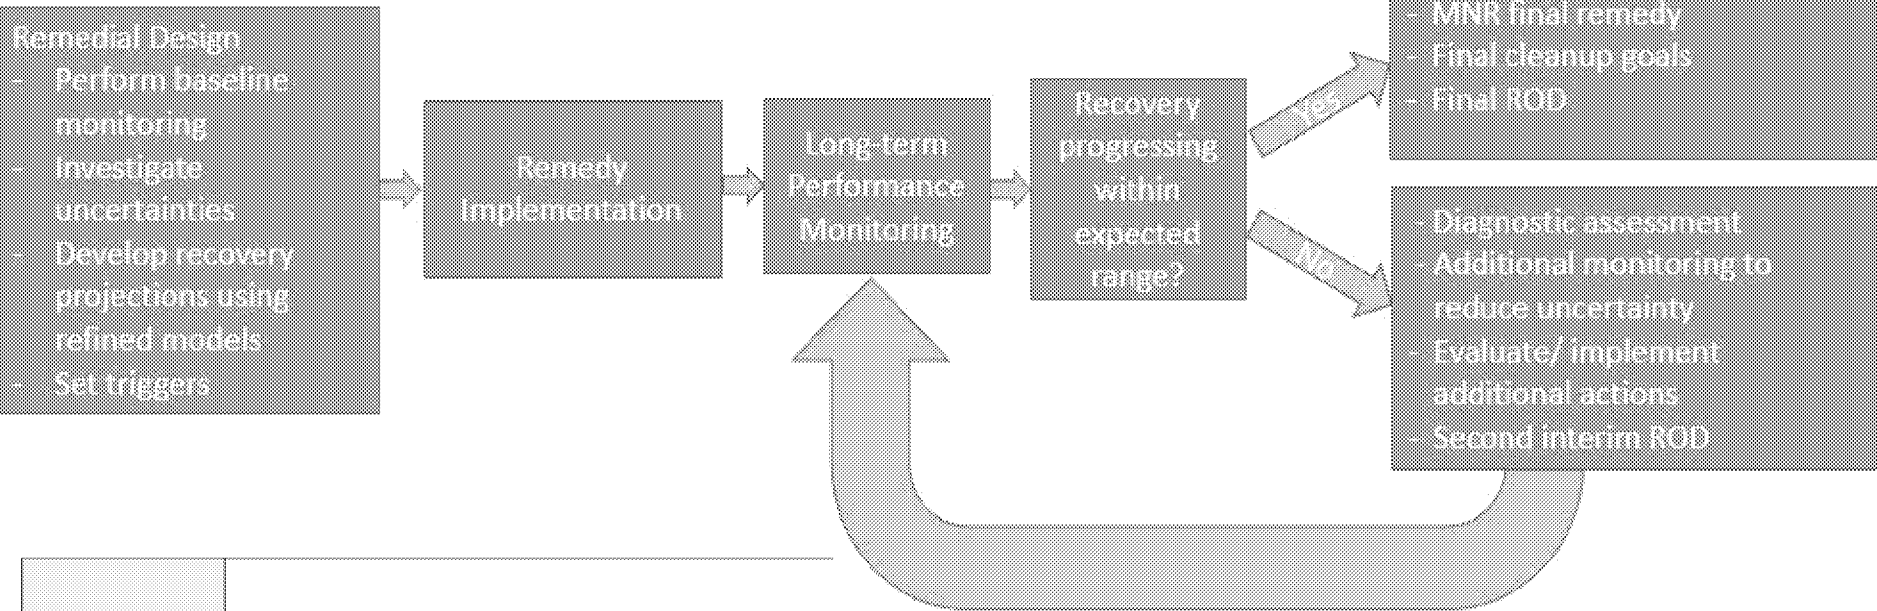 Remedial Design
- Perform baseline
monitoring
- Investigate
uncertainties
- Develop recovery
projections using
refined models
- Set triggers
Remedy
Implementation
Long-term
Performance
Monitoring
Recovery
progressing
within
expected
range?
Yes
No
- MNR final remedy
- Final cleanup goals
- Final ROD
- Diagnostic assessment
- Additional monitoring to
reduce uncertainty
- Evaluate/ implement
additional actions
- Second interim ROD